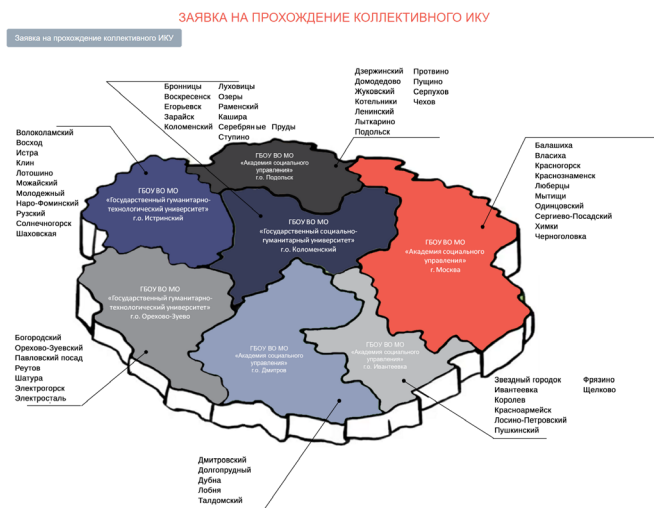 ЗАЯВКА НА ПРОХОЖДЕНИЕ КОЛЛЕКТИВНОГО ИКУ
Заявка на прохождение коллективного ИКУ
Бронницы
Воскресенск
Егорьевск
Зарайск
Коломенский
Луховицы
Озеры
Раменский
Кашира
Серебряные Пруды
Ступино
Дзержинский
Домодедово
Жуковский
Котельники
Ленинский
Лыткарино
Подольск
Протвино
Пущино
Серпухов
Чехов
Волоколамский
Восход
Истра
Клин
Лотошино
Можайский
Молодежный
Наро-Фоминский
Рузский
Солнечногорск
Шаховская
Балашиха
Власиха
Красногорск
Краснознаменск
Люберцы
Мытищи
Одинцовский
Сергиево-Посадский
Химки
Черноголовка
ГБОУ ВО МО
«Академия социального
управления»
г.о. Подольск
ГБОУ ВО МО
«Государственный гуманитарно-
технологический университет»
г.о. Истринский
ГБОУ ВО МО
«Государственный социально-
гуманитарный университет»
г.о. Коломенский
ГБОУ ВО МО
«Академия социального
управления»
г. Москва
ГБОУ ВО МО
«Государственный гуманитарно-
технологический университет»
г.о. Орехово-Зуево
ГБОУ ВО МО
«Академия социального
управления»
г.о. Дмитров
ГБОУ ВО МО
«Академия социального
управления»
г.о. Ивантеевка
Богородский
Орехово-Зуевский
Павловский посад
Реутов
Шатура
Электрогорск
Электросталь
Звездный городок
Ивантеевка
Королев
Красноармейск
Лосино-Петровский
Пушкинский
Фрязино
Щелково
Дмитровский
Долгопрудный
Дубна
Лобня
Талдомский